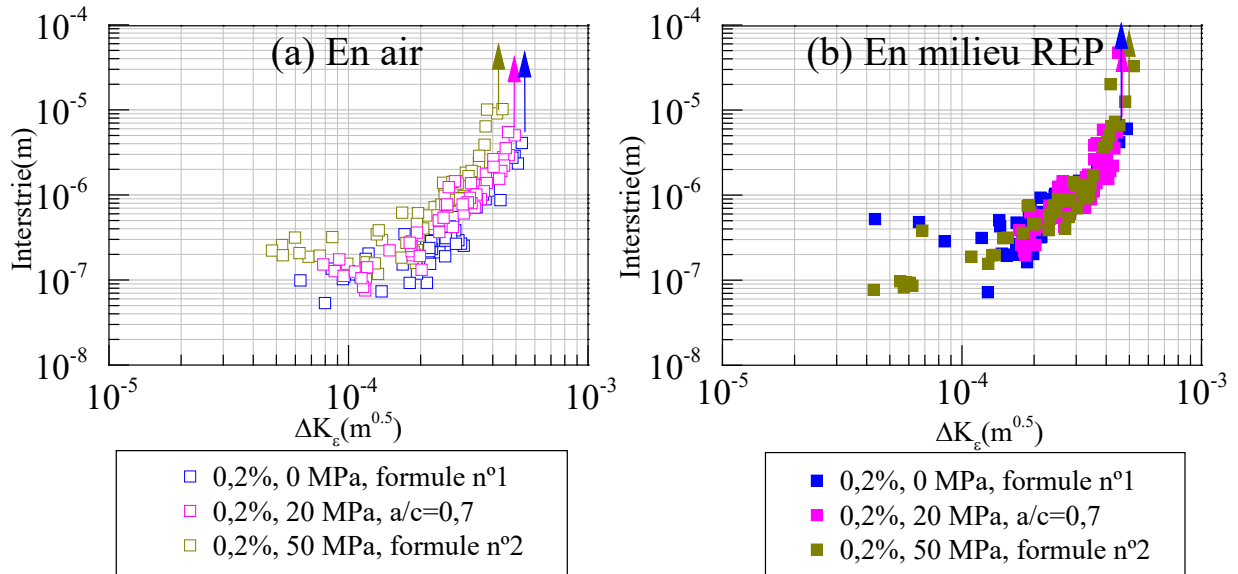 (a) En air
Interstrie(m)
10⁻⁴
10⁻⁵
10⁻⁶
10⁻⁷
10⁻⁸
10⁻⁵
10⁻⁴
10⁻³
ΔK_ε(m^0.5)
0,2%, 0 MPa, formule nº1
0,2%, 20 MPa, a/c=0,7
0,2%, 50 MPa, formule nº2
(b) En milieu REP
Interstrie(m)
10⁻⁴
10⁻⁵
10⁻⁶
10⁻⁷
10⁻⁸
10⁻⁵
10⁻⁴
10⁻³
ΔK_ε(m^0.5)
0,2%, 0 MPa, formule nº1
0,2%, 20 MPa, a/c=0,7
0,2%, 50 MPa, formule nº2